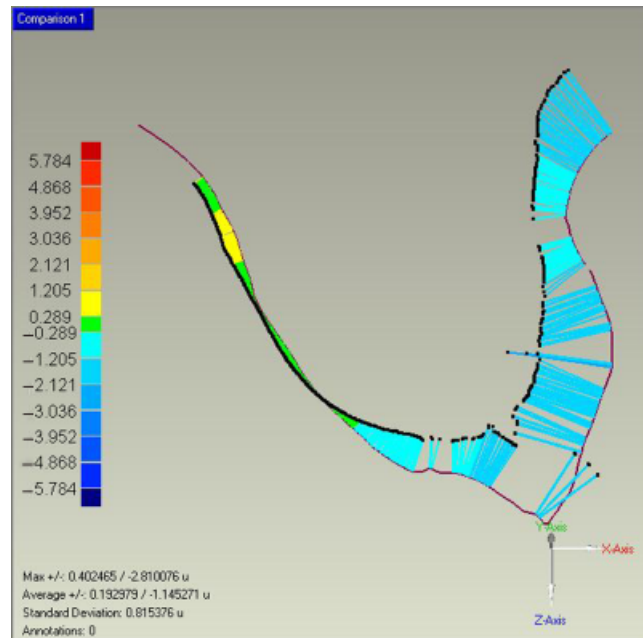 Comparison 1
5.784
4.868
3.952
3.036
2.121
1.205
0.289
−0.289
−1.205
−2.121
−3.036
−3.952
−4.868
−5.784
Y-Axis
X-Axis
Z-Axis
Max +/-: 0.402465 / -2.810076 u
Average +/-: 0.192979 / -1.145271 u
Standard Deviation: 0.815376 u
Annotations: 0